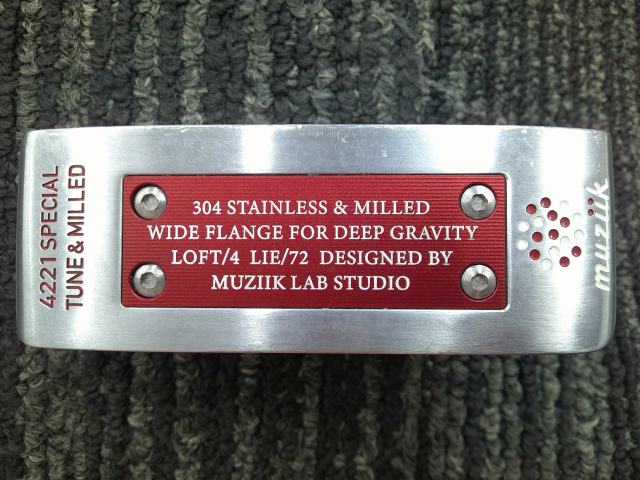 4221 SPECIAL
TUNE & MILLED
304 STAINLESS & MILLED
WIDE FLANGE FOR DEEP GRAVITY
LOFT/4 LIE/72 DESIGNED BY
MUZIIK LAB STUDIO
muziik